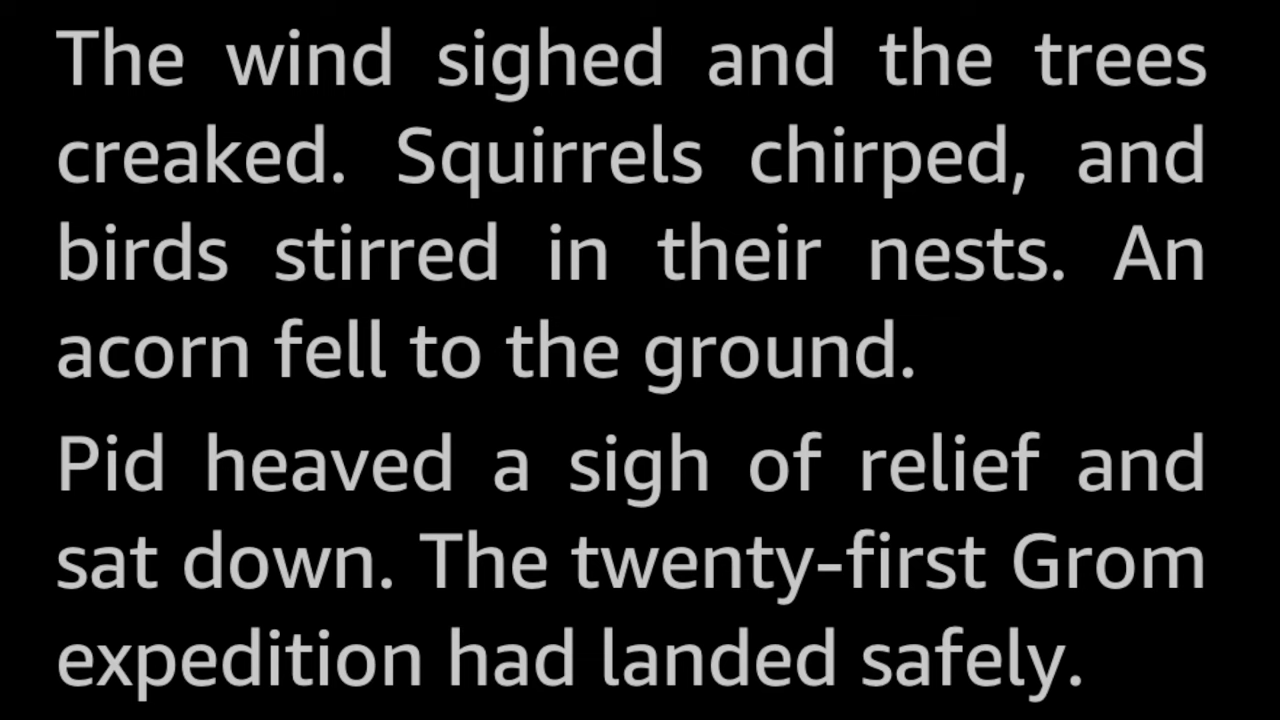 The wind sighed and the trees
creaked. Squirrels chirped, and
birds stirred in their nests. An
acorn fell to the ground.
Pid heaved a sigh of relief and
sat down. The twenty-first Grom
expedition had landed safely.